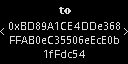 to
0xBD89A1CE4DDe368
FFAB0eC35506eEcE0b
1fFdc54